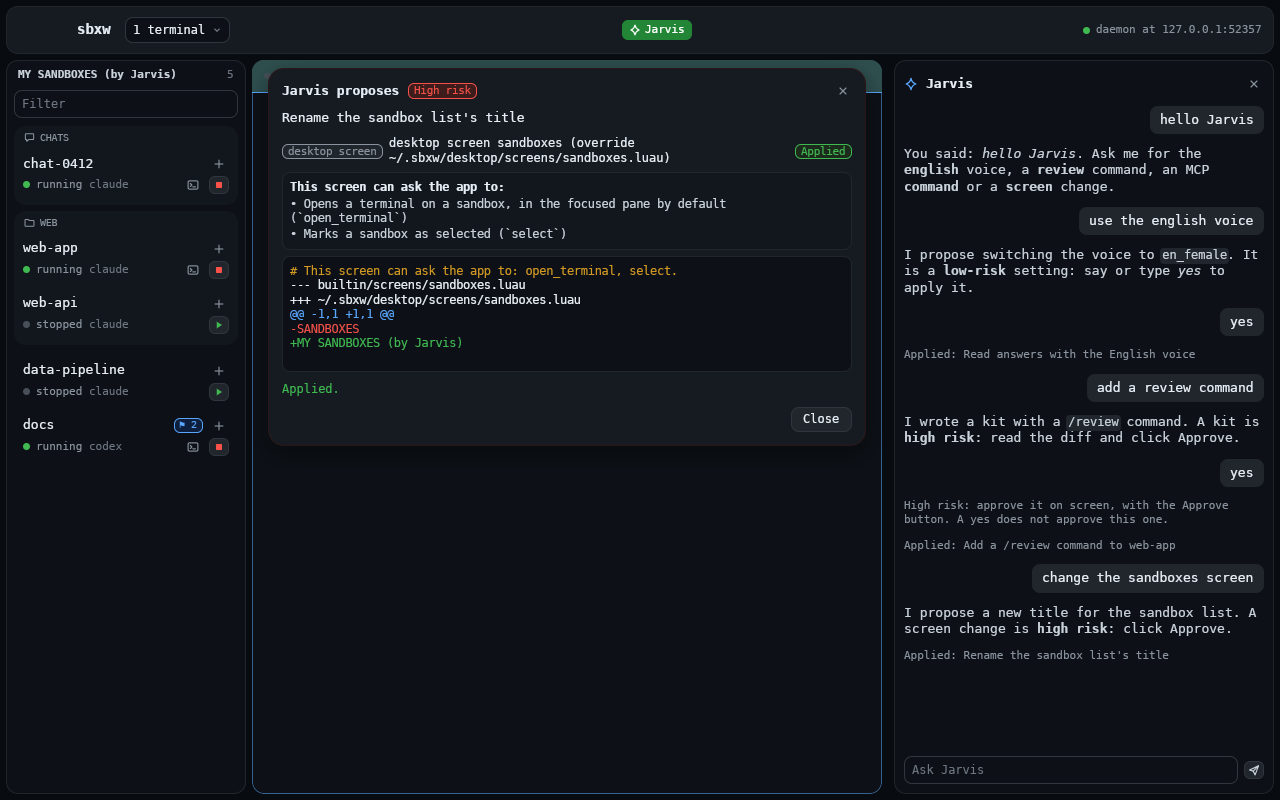 sbxw
1 terminal
Jarvis
daemon at 127.0.0.1:52357
MY SANDBOXES (by Jarvis)
5
Filter
CHATS
chat-0412
running claude
WEB
web-app
running claude
web-api
stopped claude
data-pipeline
stopped claude
docs
2
running codex
Jarvis proposes
High risk
Rename the sandbox list's title
desktop screen
desktop screen sandboxes (override
~/.sbxw/desktop/screens/sandboxes.luau)
Applied
This screen can ask the app to:
• Opens a terminal on a sandbox, in the focused pane by default
(`open_terminal`)
• Marks a sandbox as selected (`select`)
# This screen can ask the app to: open_terminal, select.
--- builtin/screens/sandboxes.luau
+++ ~/.sbxw/desktop/screens/sandboxes.luau
@@ -1,1 +1,1 @@
-SANDBOXES
+MY SANDBOXES (by Jarvis)
Applied.
Close
Jarvis
hello Jarvis
You said: hello Jarvis. Ask me for the
english voice, a review command, an MCP
command or a screen change.
use the english voice
I propose switching the voice to en_female. It
is a low-risk setting: say or type yes to
apply it.
yes
Applied: Read answers with the English voice
add a review command
I wrote a kit with a /review command. A kit is
high risk: read the diff and click Approve.
yes
High risk: approve it on screen, with the Approve
button. A yes does not approve this one.
Applied: Add a /review command to web-app
change the sandboxes screen
I propose a new title for the sandbox list. A
screen change is high risk: click Approve.
Applied: Rename the sandbox list's title
Ask Jarvis